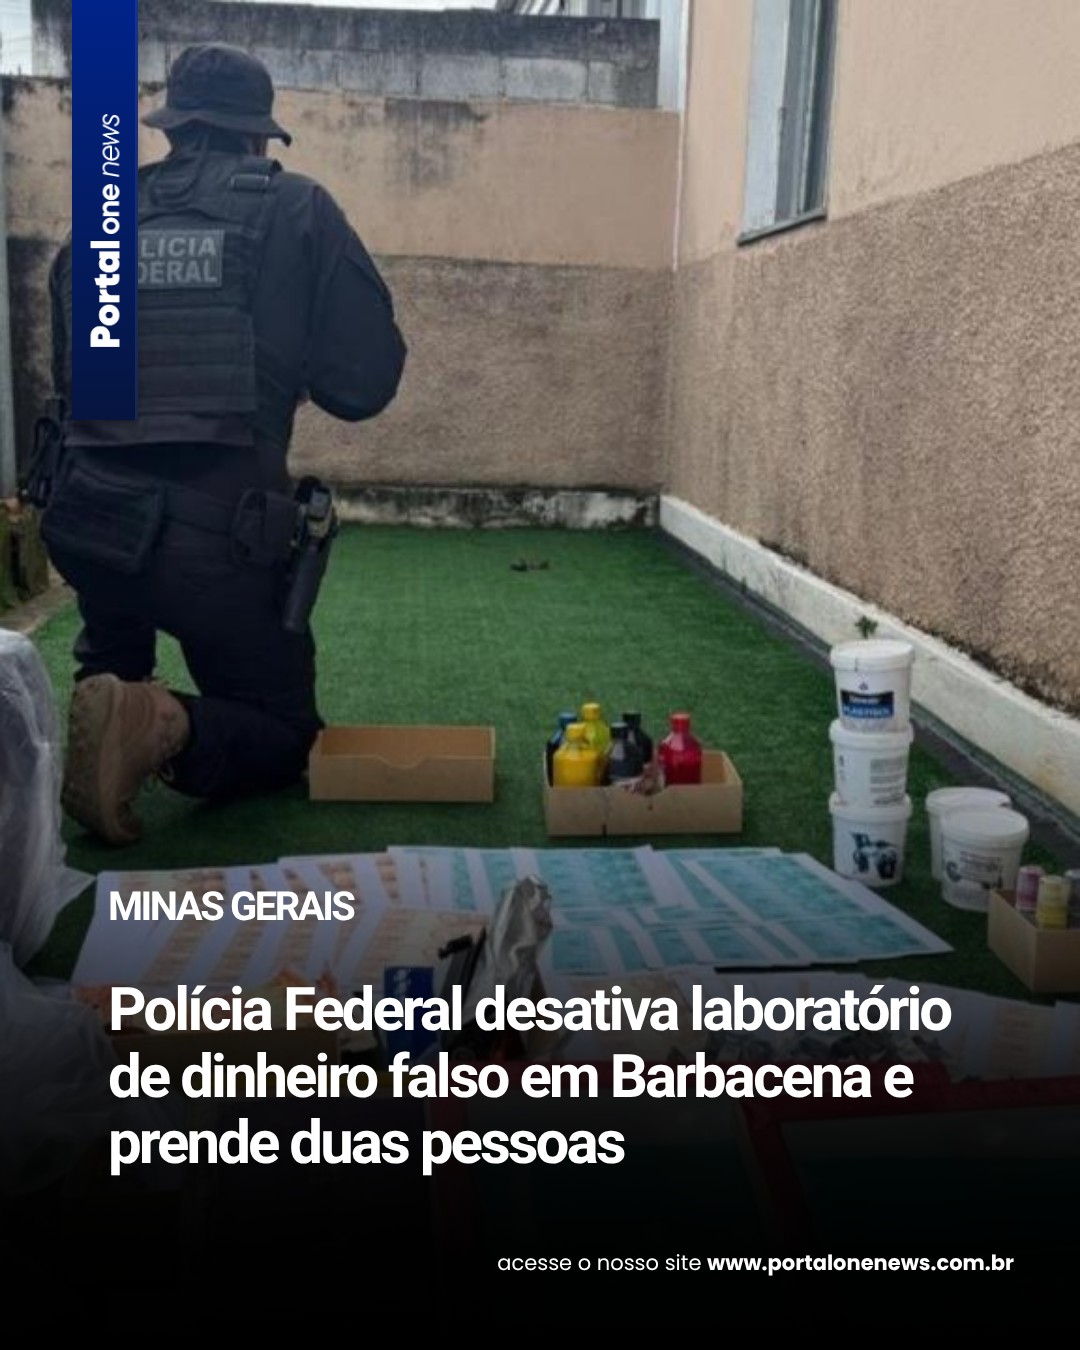 Portal one news
LICIA
DERAL
PLASTISOL
MINAS GERAIS
Polícia Federal desativa laboratório
de dinheiro falso em Barbacena e
prende duas pessoas
acesse o nosso site www.portalonenews.com.br